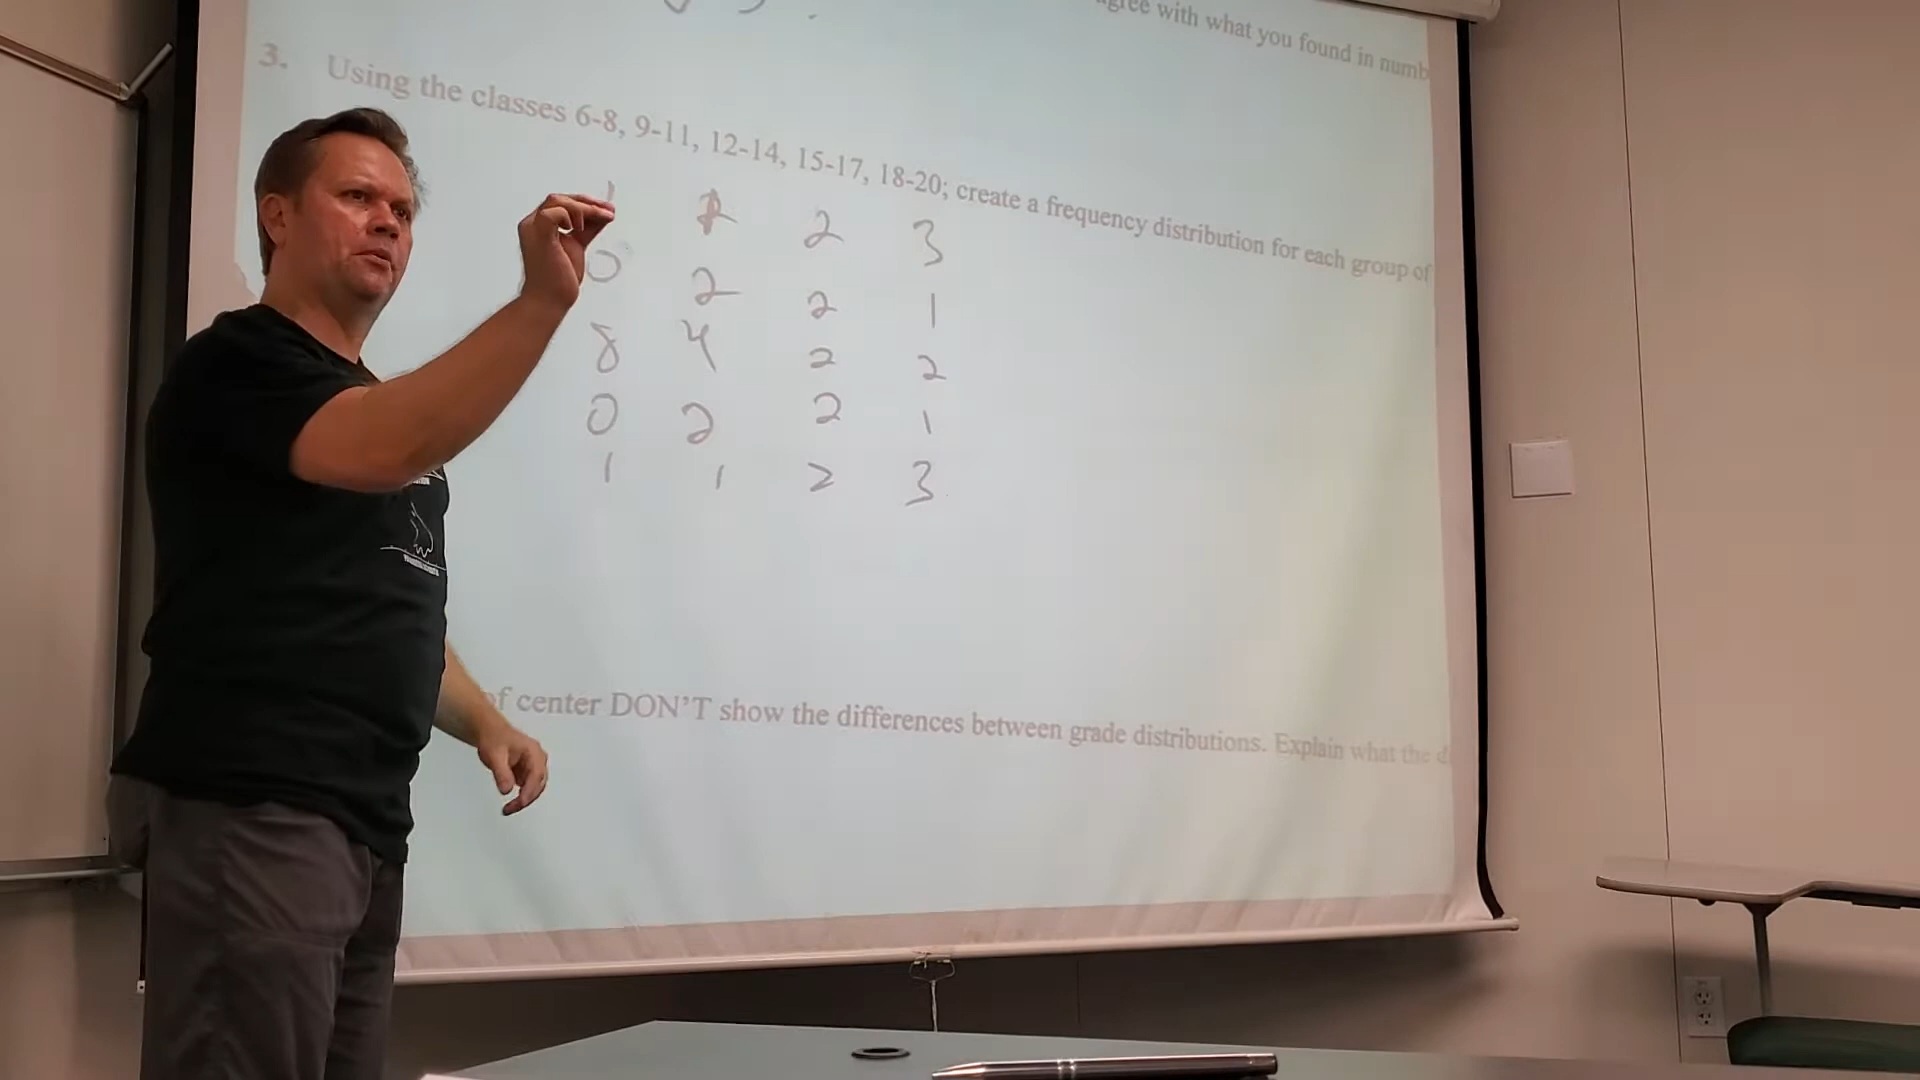 agree with what you found in numb
3. Using the classes 6-8, 9-11, 12-14, 15-17, 18-20; create a frequency distribution for each group of
1 1 2 3
0 2 2 1
8 4 2 2
0 2 2 1
1 1 2 3
of center DON'T show the differences between grade distributions. Explain what the d